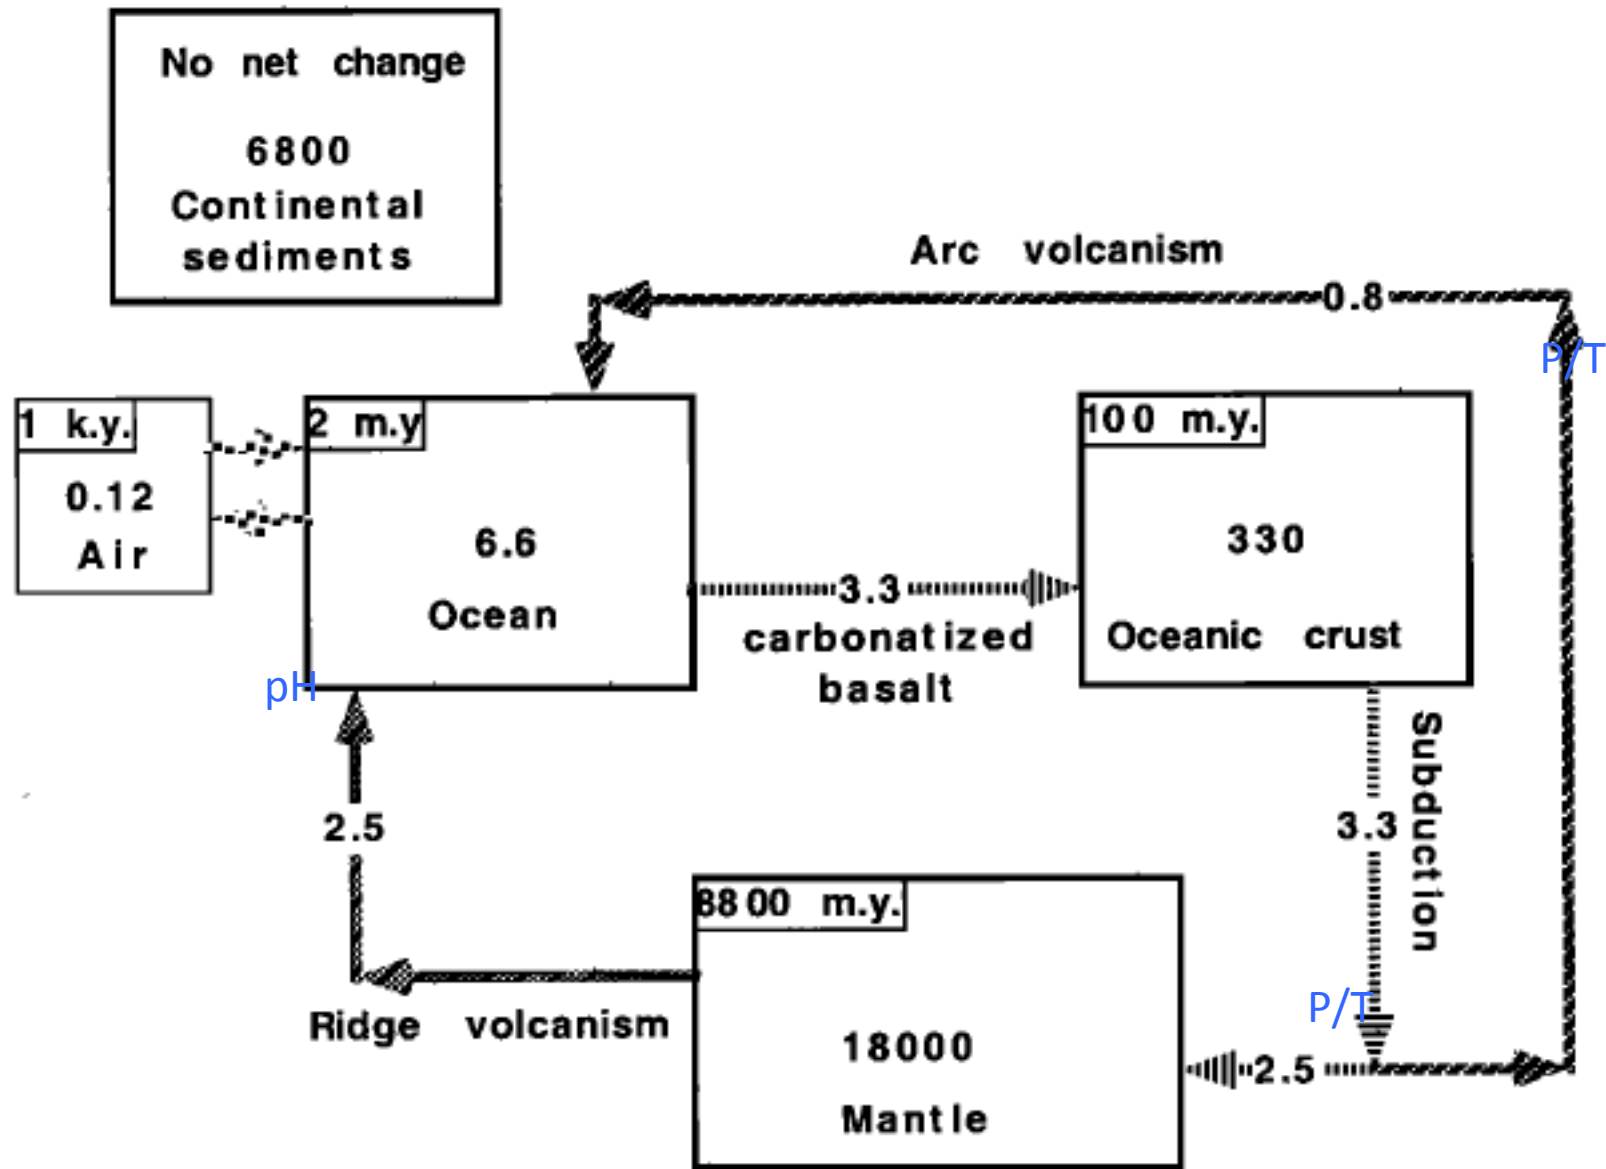 No net change
6800
Continental
sediments
Arc volcanism
0.8
P/T
1 k.y.
0.12
Air
2 m.y
6.6
Ocean
pH
3.3
carbonatized
basalt
100 m.y.
330
Oceanic crust
Subduction
3.3
P/T
2.5
2.5
Ridge volcanism
8800 m.y.
18000
Mantle